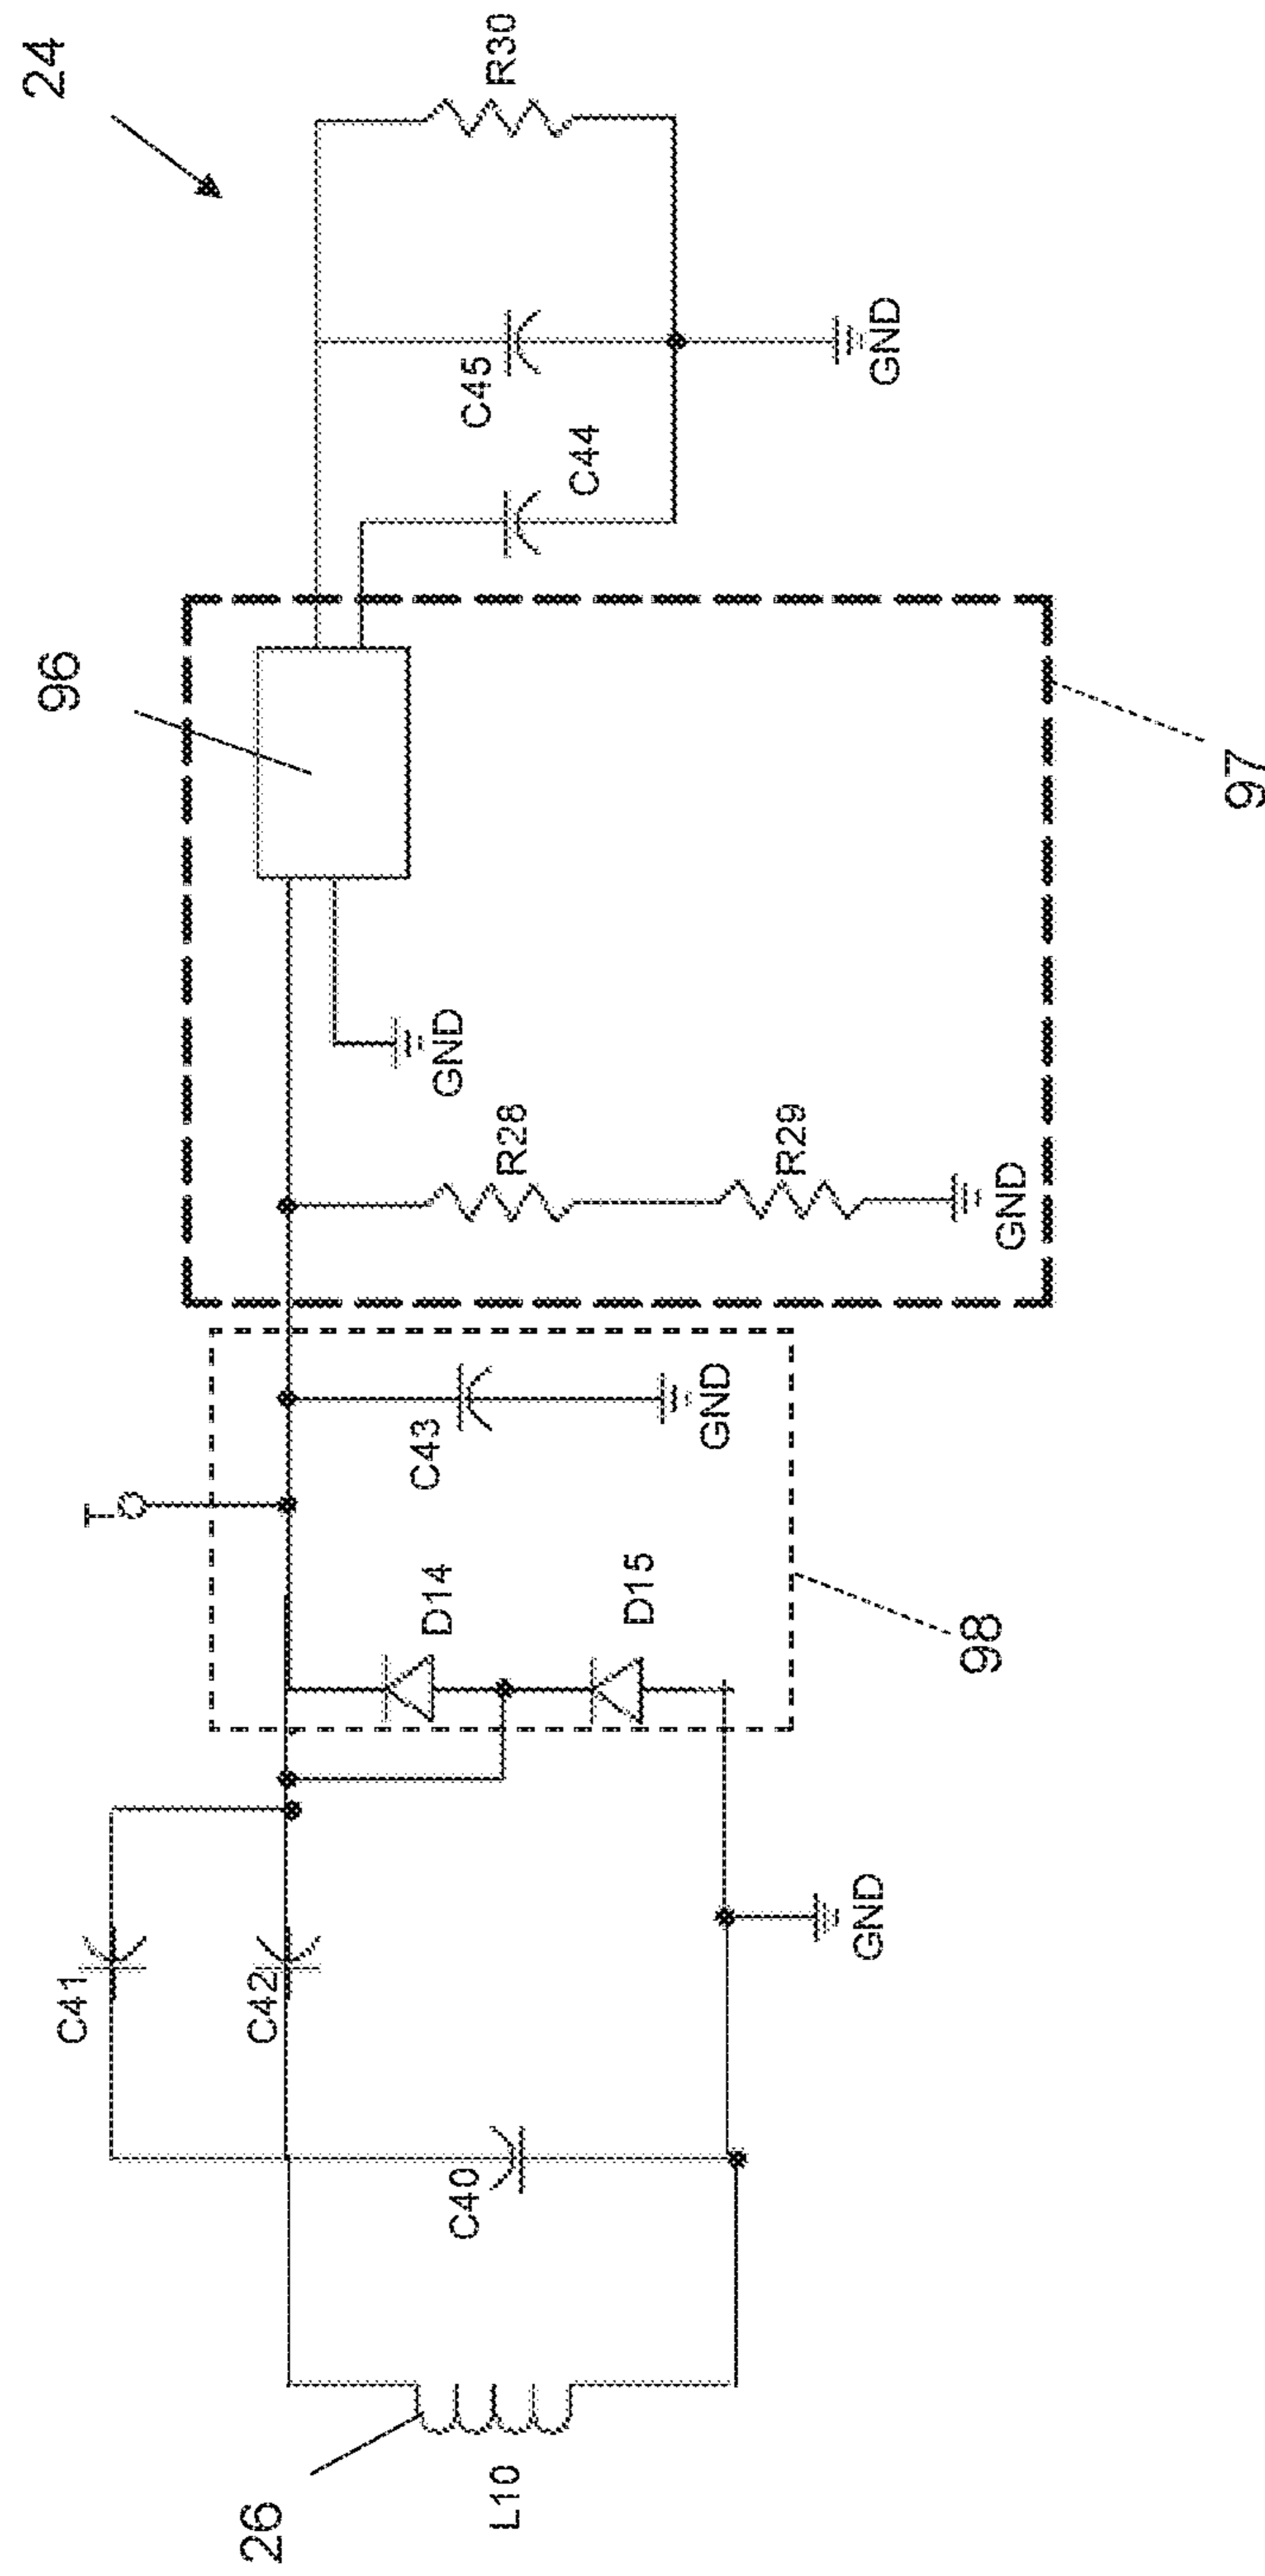 24
R30
C45
C44
GND
96
97
GND
R28
R29
GND
T
C43
GND
D14
D15
98
C41
C42
GND
C40
26
L10